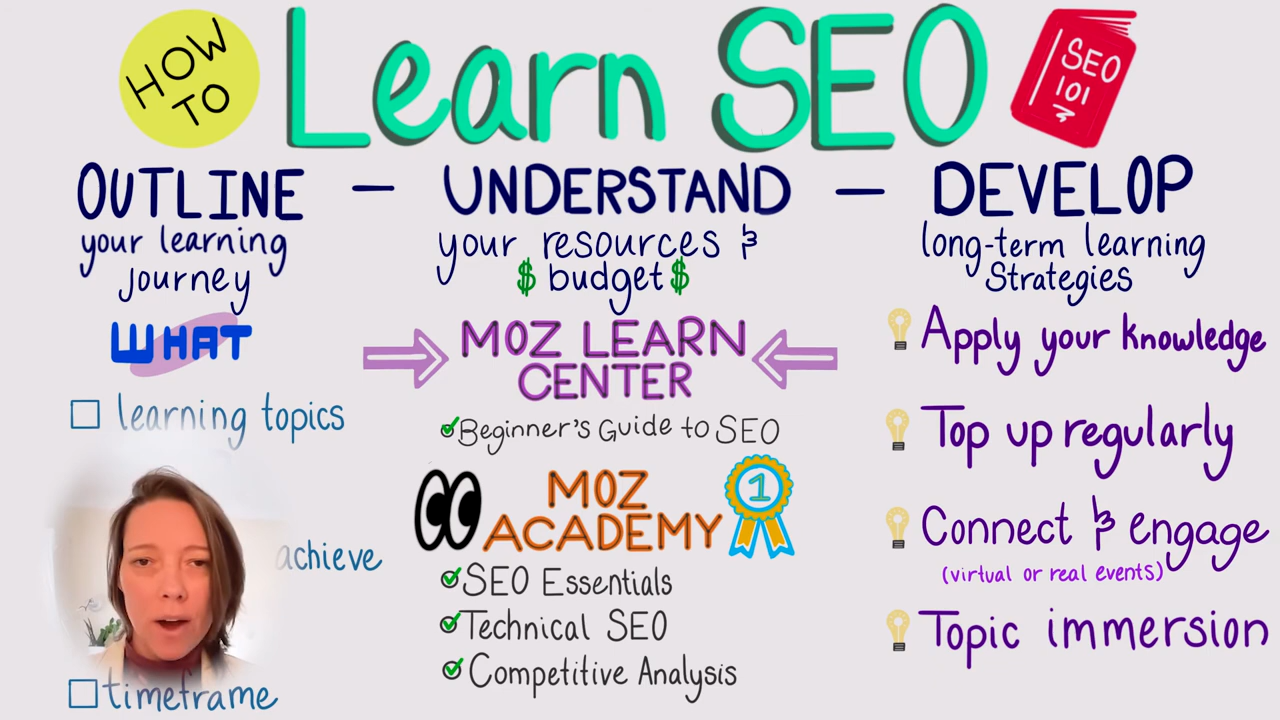 HOW
TO
Learn SEO
SEO
101
OUTLINE — UNDERSTAND — DEVELOP
your learning
journey
WHAT
☐ learning topics
achieve
☐ timeframe
your resources &
$ budget $
MOZ LEARN
CENTER
Beginner's Guide to SEO
MOZ
ACADEMY
1
SEO Essentials
Technical SEO
Competitive Analysis
long-term learning
Strategies
Apply your knowledge
Top up regularly
Connect & engage
(virtual or real events)
Topic immersion